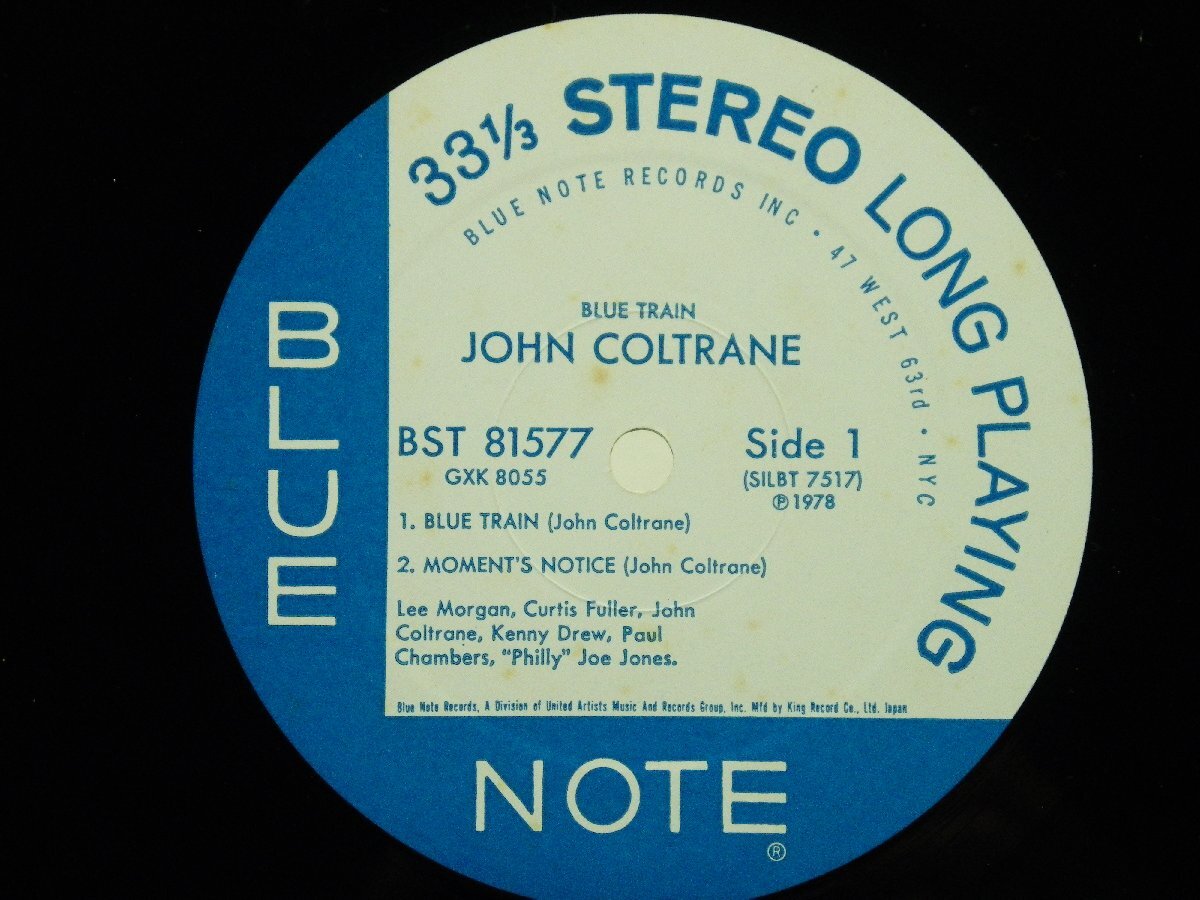 33⅓ STEREO LONG PLAYING
BLUE NOTE RECORDS INC • 47 WEST 63rd • NYC
BLUE TRAIN
JOHN COLTRANE
BST 81577
GXK 8055
Side 1
(SILBT 7517)
℗1978
1. BLUE TRAIN (John Coltrane)
2. MOMENT'S NOTICE (John Coltrane)
Lee Morgan, Curtis Fuller, John
Coltrane, Kenny Drew, Paul
Chambers, "Philly" Joe Jones.
Blue Note Records, A Division of United Artists Music And Records Group, Inc. Mfd by King Record Co., Ltd. Japan
BLUE
NOTE
®